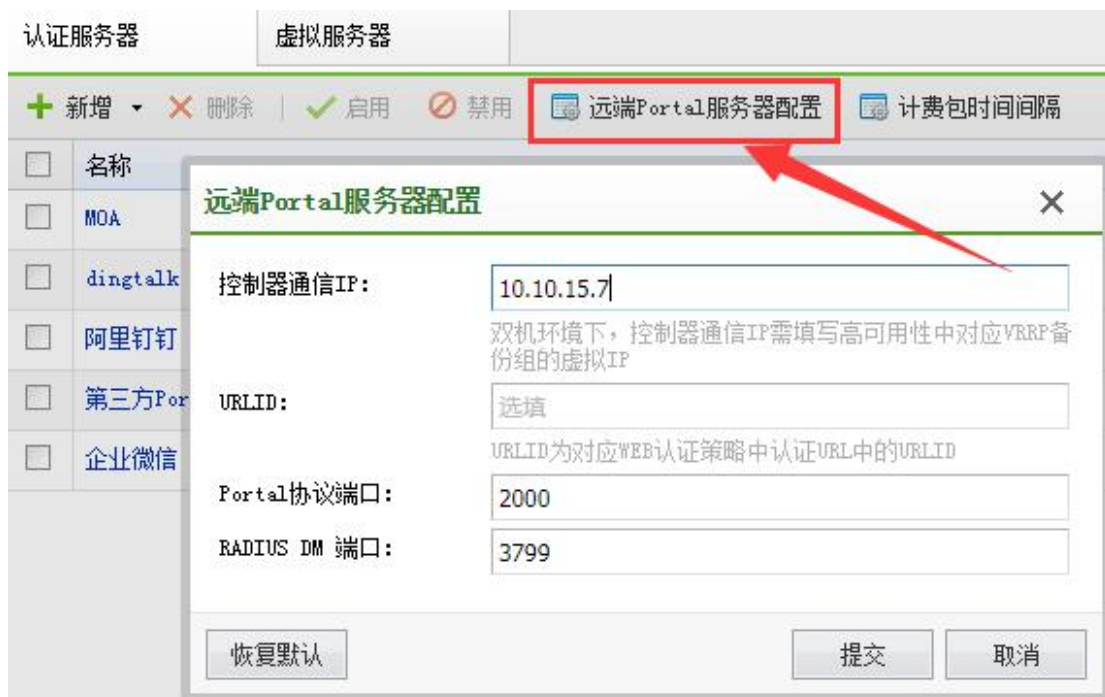 认证服务器 虚拟服务器
新增 删除 启用 禁用 远端Portal服务器配置 计费包时间间隔
名称
MOA
dingtalk
阿里钉钉
第三方Por
企业微信
远端Portal服务器配置
控制器通信IP: 10.10.15.7
双机环境下，控制器通信IP需填写高可用性中对应VRRP备
份组的虚拟IP
URLID: 选填
URLID为对应WEB认证策略中认证URL中的URLID
Portal协议端口: 2000
RADIUS DM 端口: 3799
恢复默认 提交 取消